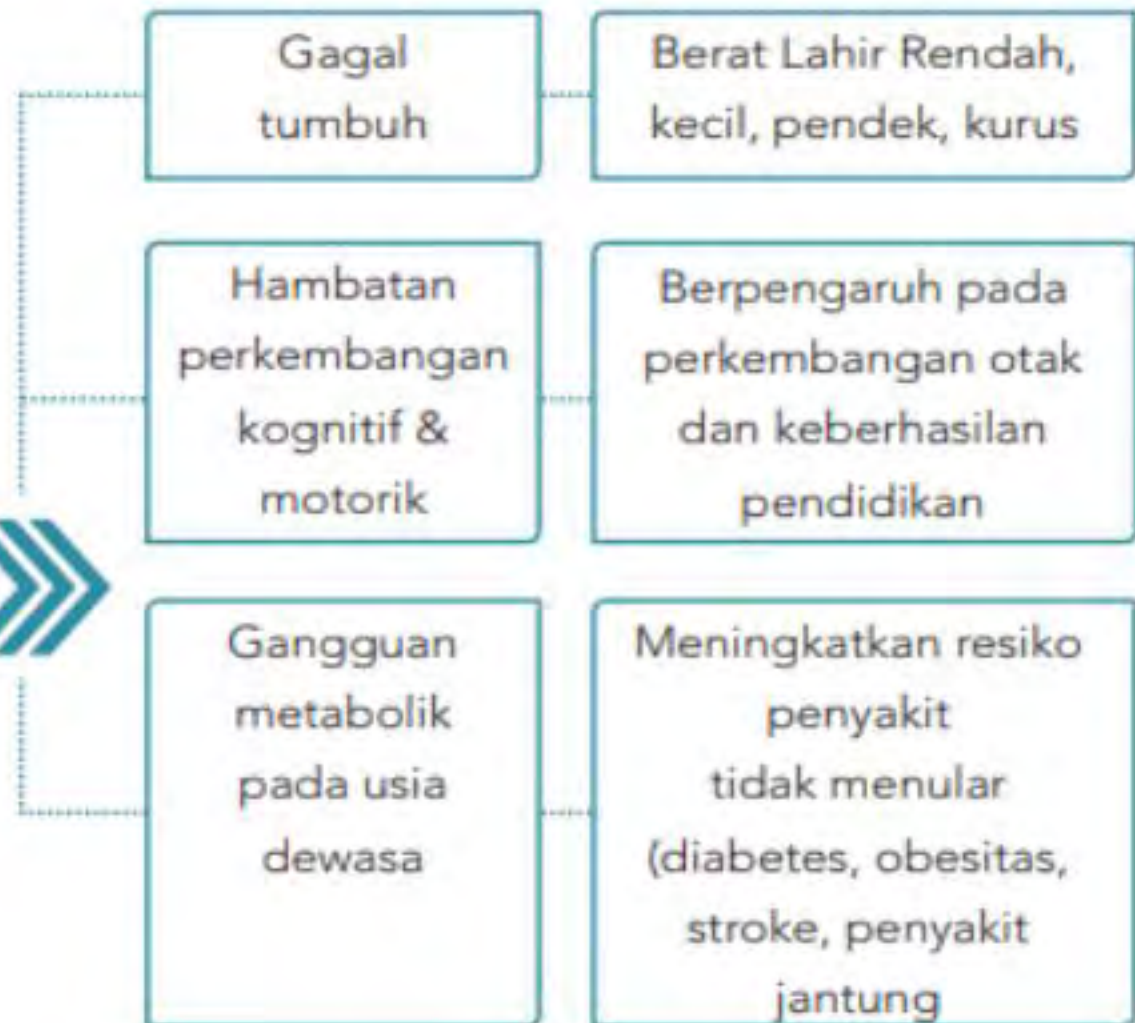 Gagal
tumbuh
Berat Lahir Rendah,
kecil, pendek, kurus
Hambatan
perkembangan
kognitif &
motorik
Berpengaruh pada
perkembangan otak
dan keberhasilan
pendidikan
Gangguan
metabolik
pada usia
dewasa
Meningkatkan resiko
penyakit
tidak menular
(diabetes, obesitas,
stroke, penyakit
jantung